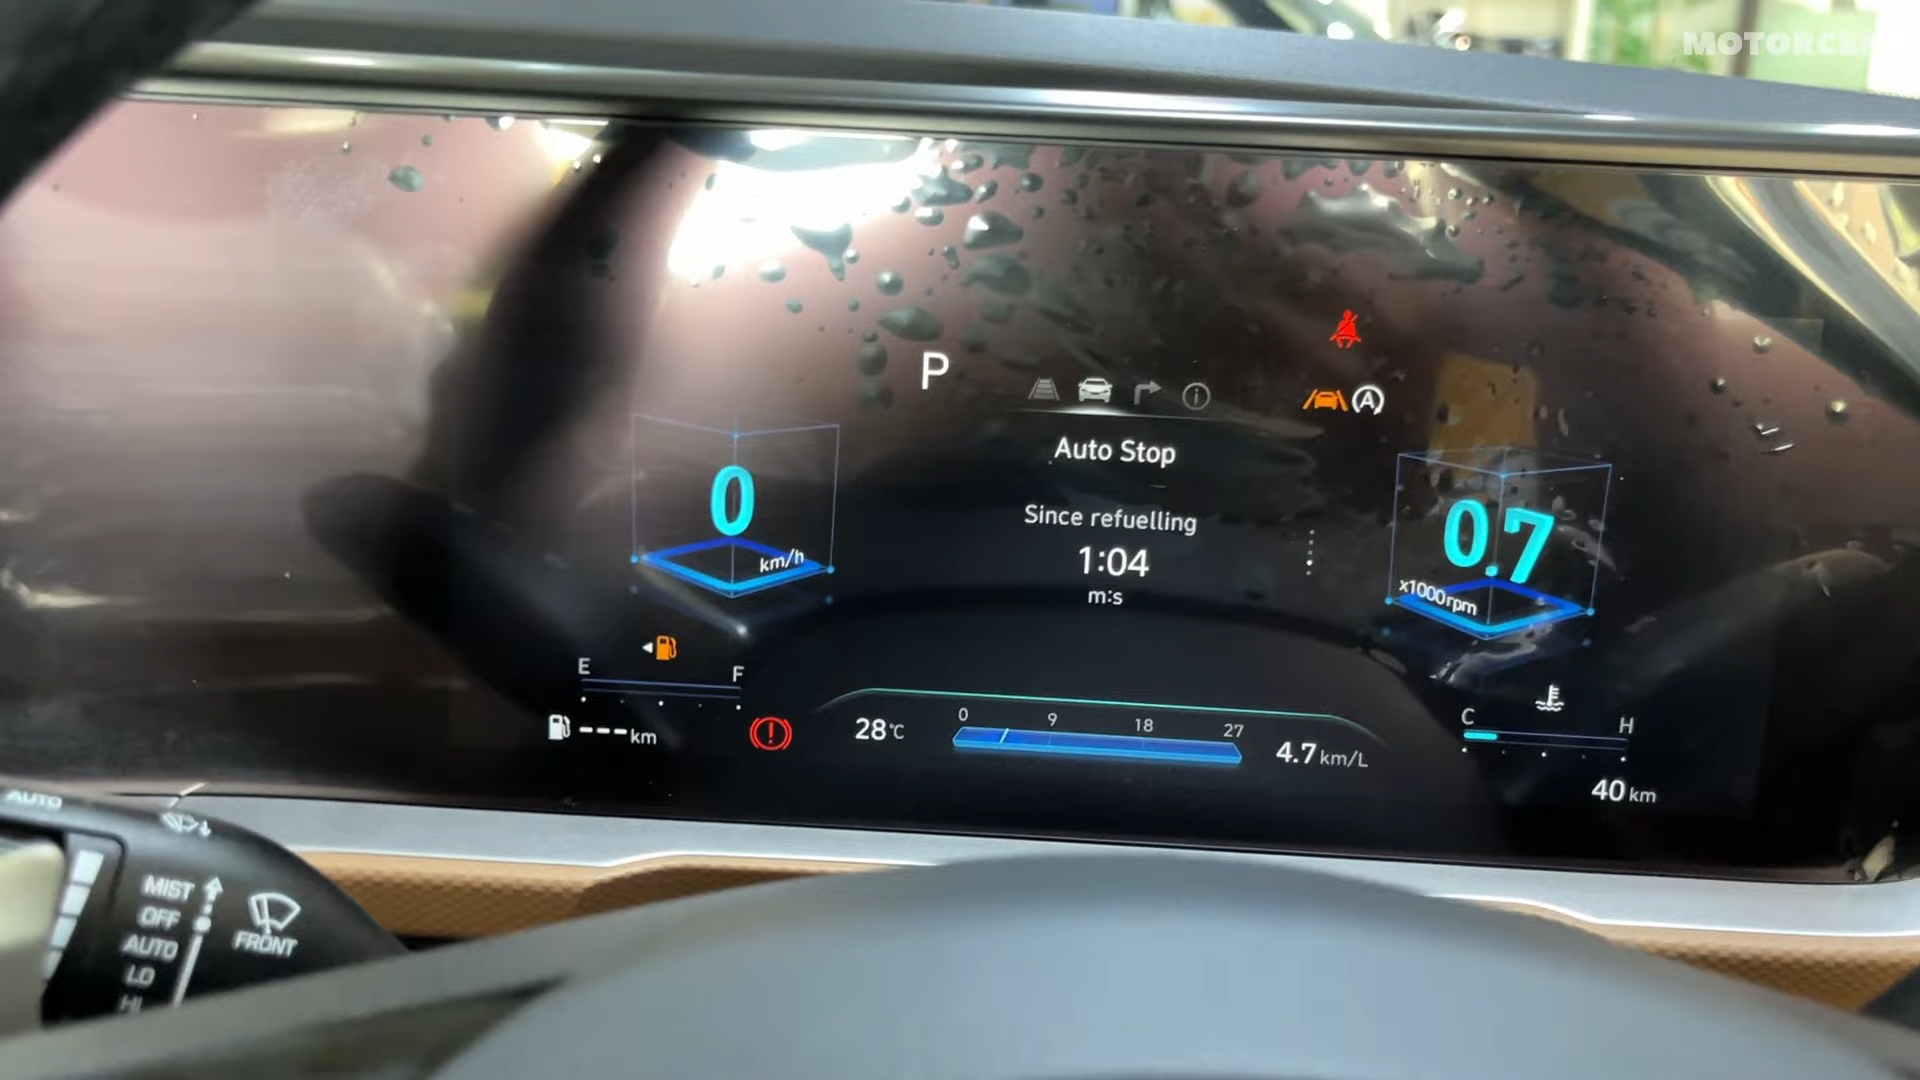 MOTORCE
P
A
Auto Stop
0
km/h
Since refuelling
1:04
m:s
0.7
x1000rpm
E
F
--- km
28°C
0 9 18 27
4.7 km/L
C
H
40 km
AUTO
MIST
OFF
AUTO
LO
HI
FRONT